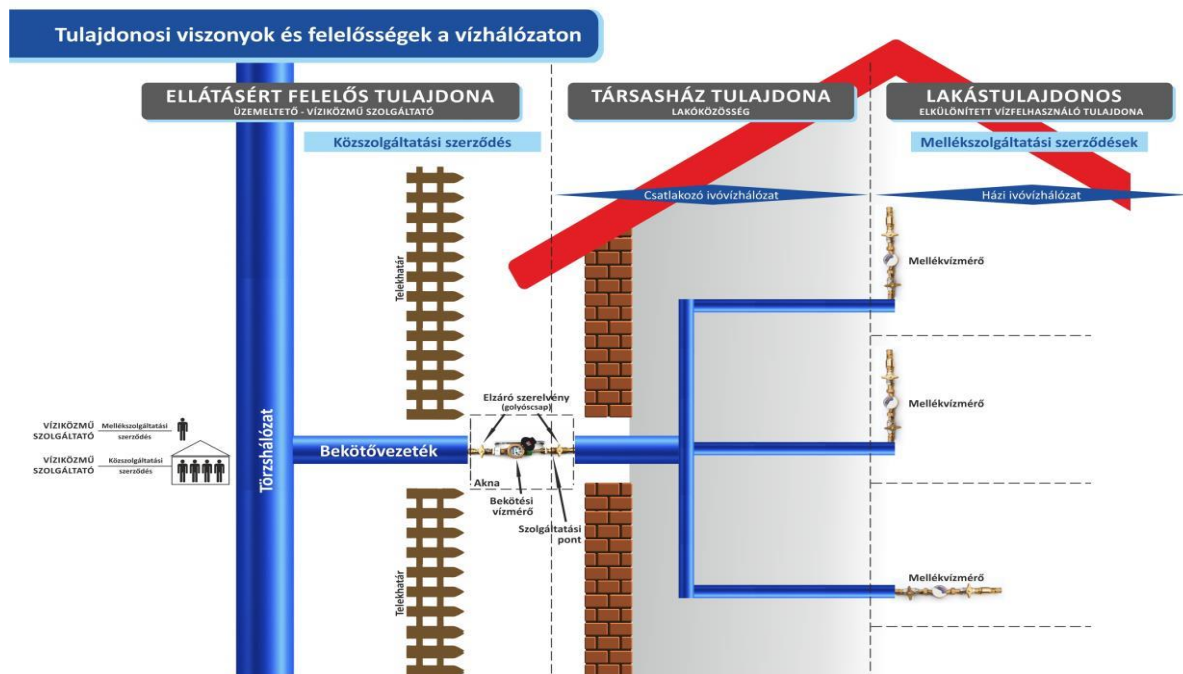 Tulajdonosi viszonyok és felelősségek a vízhálózaton
ELLÁTÁSÉRT FELELŐS TULAJDONA
ÜZEMELTETŐ - VÍZIKÖZMŰ SZOLGÁLTATÓ
Közszolgáltatási szerződés
TÁRSASHÁZ TULAJDONA
LAKÓKÖZÖSSÉG
LAKÁSTULAJDONOS
ELKÜLÖNÍTETT VÍZFELHASZNÁLÓ TULAJDONA
Mellékszolgáltatási szerződések
Csatlakozó ivóvízhálózat
Házi ivóvízhálózat
Telekhatár
Mellékvízmérő
Mellékvízmérő
Elzáró szerelvény
(golyóscsap)
VÍZIKÖZMŰ
SZOLGÁLTATÓ
Mellékszolgáltatási
szerződés
VÍZIKÖZMŰ
SZOLGÁLTATÓ
Közszolgáltatási
szerződés
Törzshálózat
Bekötővezeték
Akna
Bekötési
vízmérő
Szolgáltatási
pont
Telekhatár
Mellékvízmérő